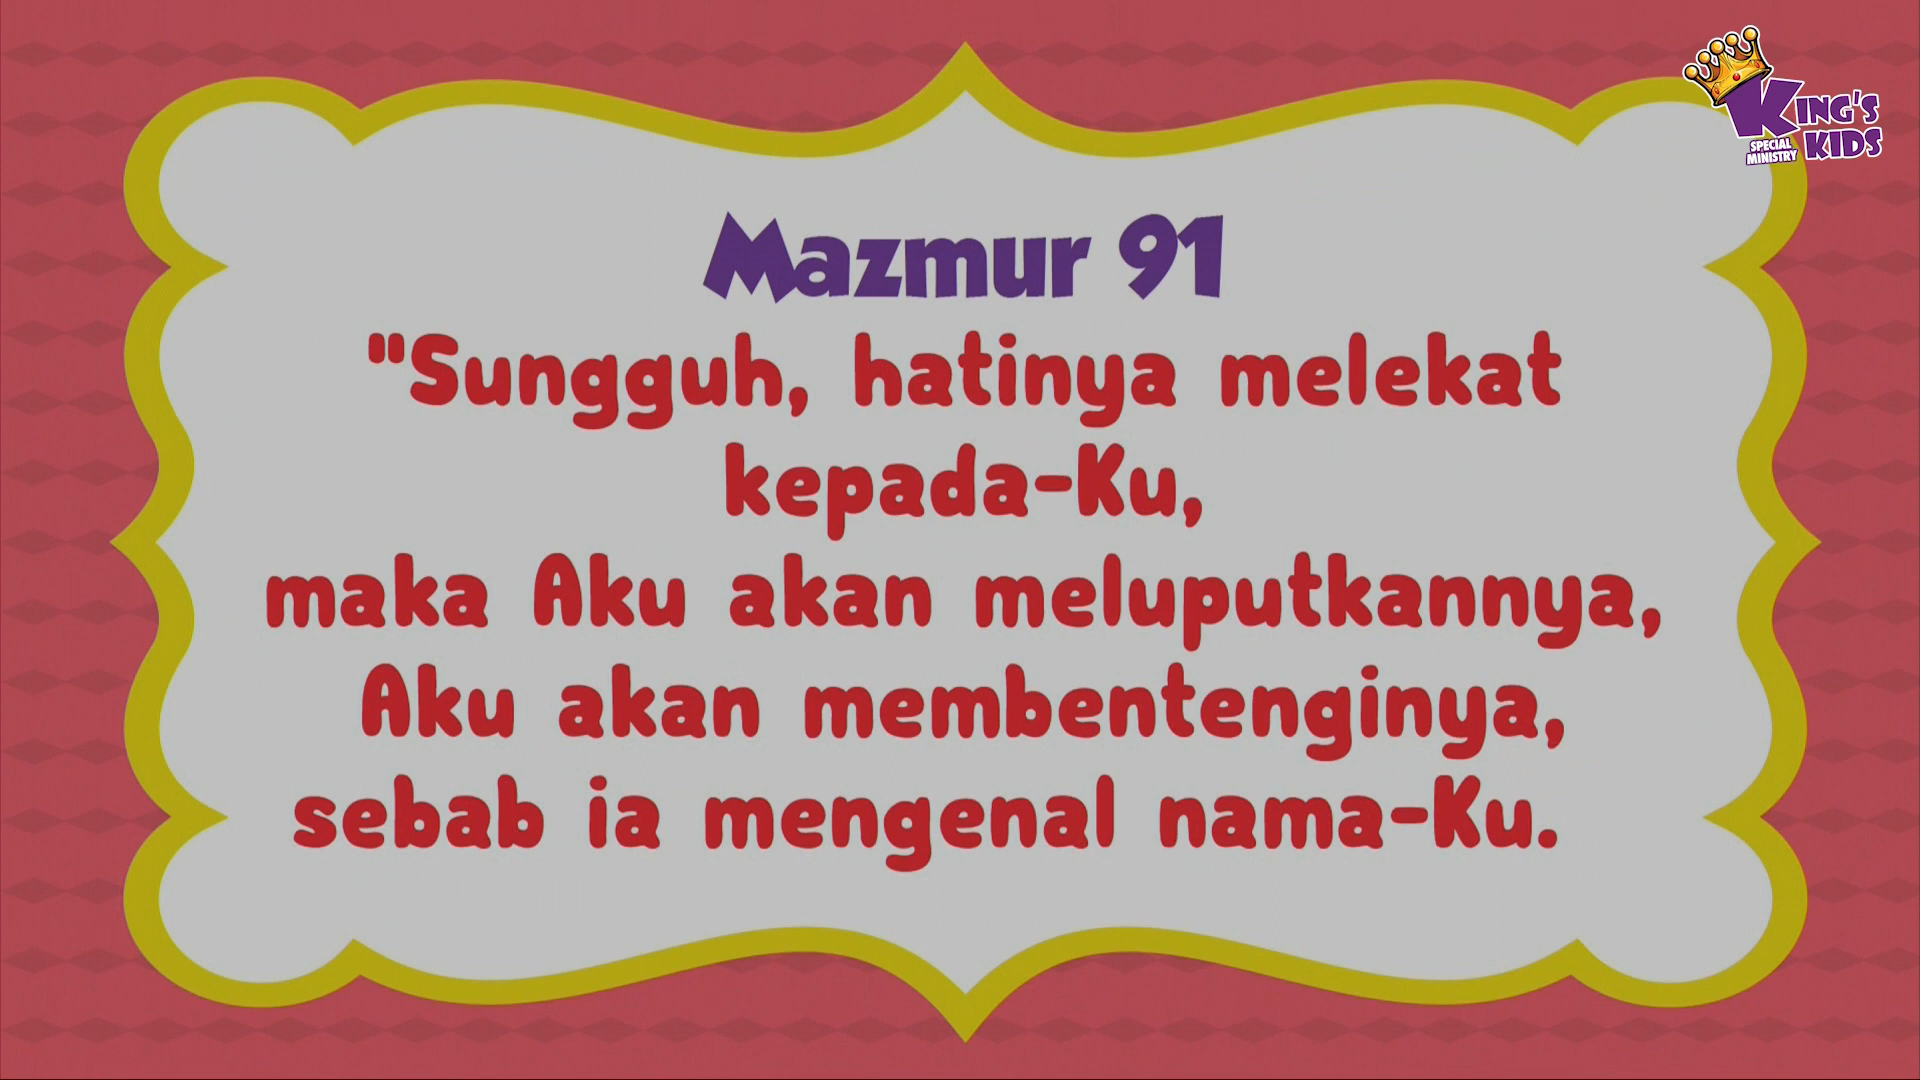 KING'S
KIDS
SPECIAL
MINISTRY
Mazmur 91
"Sungguh, hatinya melekat
kepada-Ku,
maka Aku akan meluputkannya,
Aku akan membentenginya,
sebab ia mengenal nama-Ku.